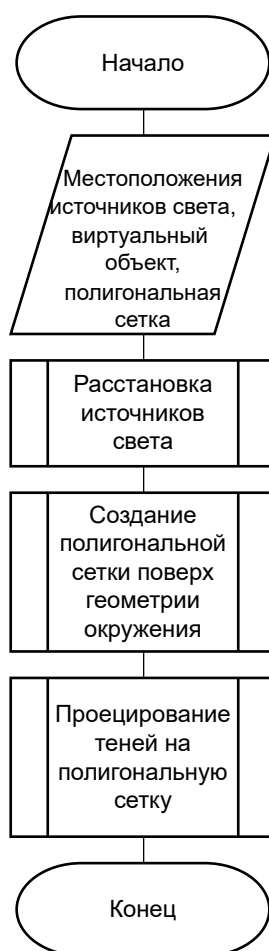 Начало
Местоположения
источников света,
виртуальный
объект,
полигональная
сетка
Расстановка
источников
света
Создание
полигональной
сетки поверх
геометрии
окружения
Проецирование
теней на
полигональную
сетку
Конец